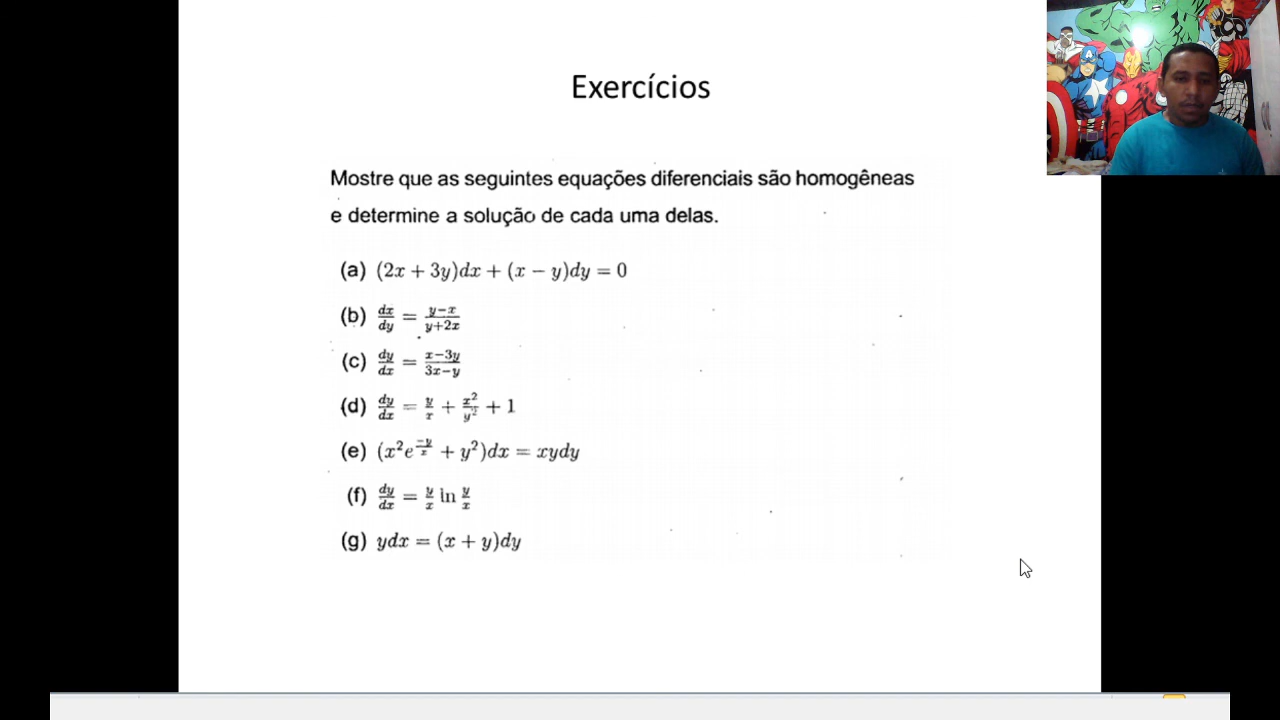 Exercícios
Mostre que as seguintes equações diferenciais são homogêneas
e determine a solução de cada uma delas.
(a) (2x + 3y)dx + (x − y)dy = 0
(b) dx/dy = (y−x)/(y+2x)
(c) dy/dx = (x−3y)/(3x−y)
(d) dy/dx = y/x + x²/y² + 1
(e) (x²e^(−y/x) + y²)dx = xydy
(f) dy/dx = y/x ln y/x
(g) ydx = (x + y)dy